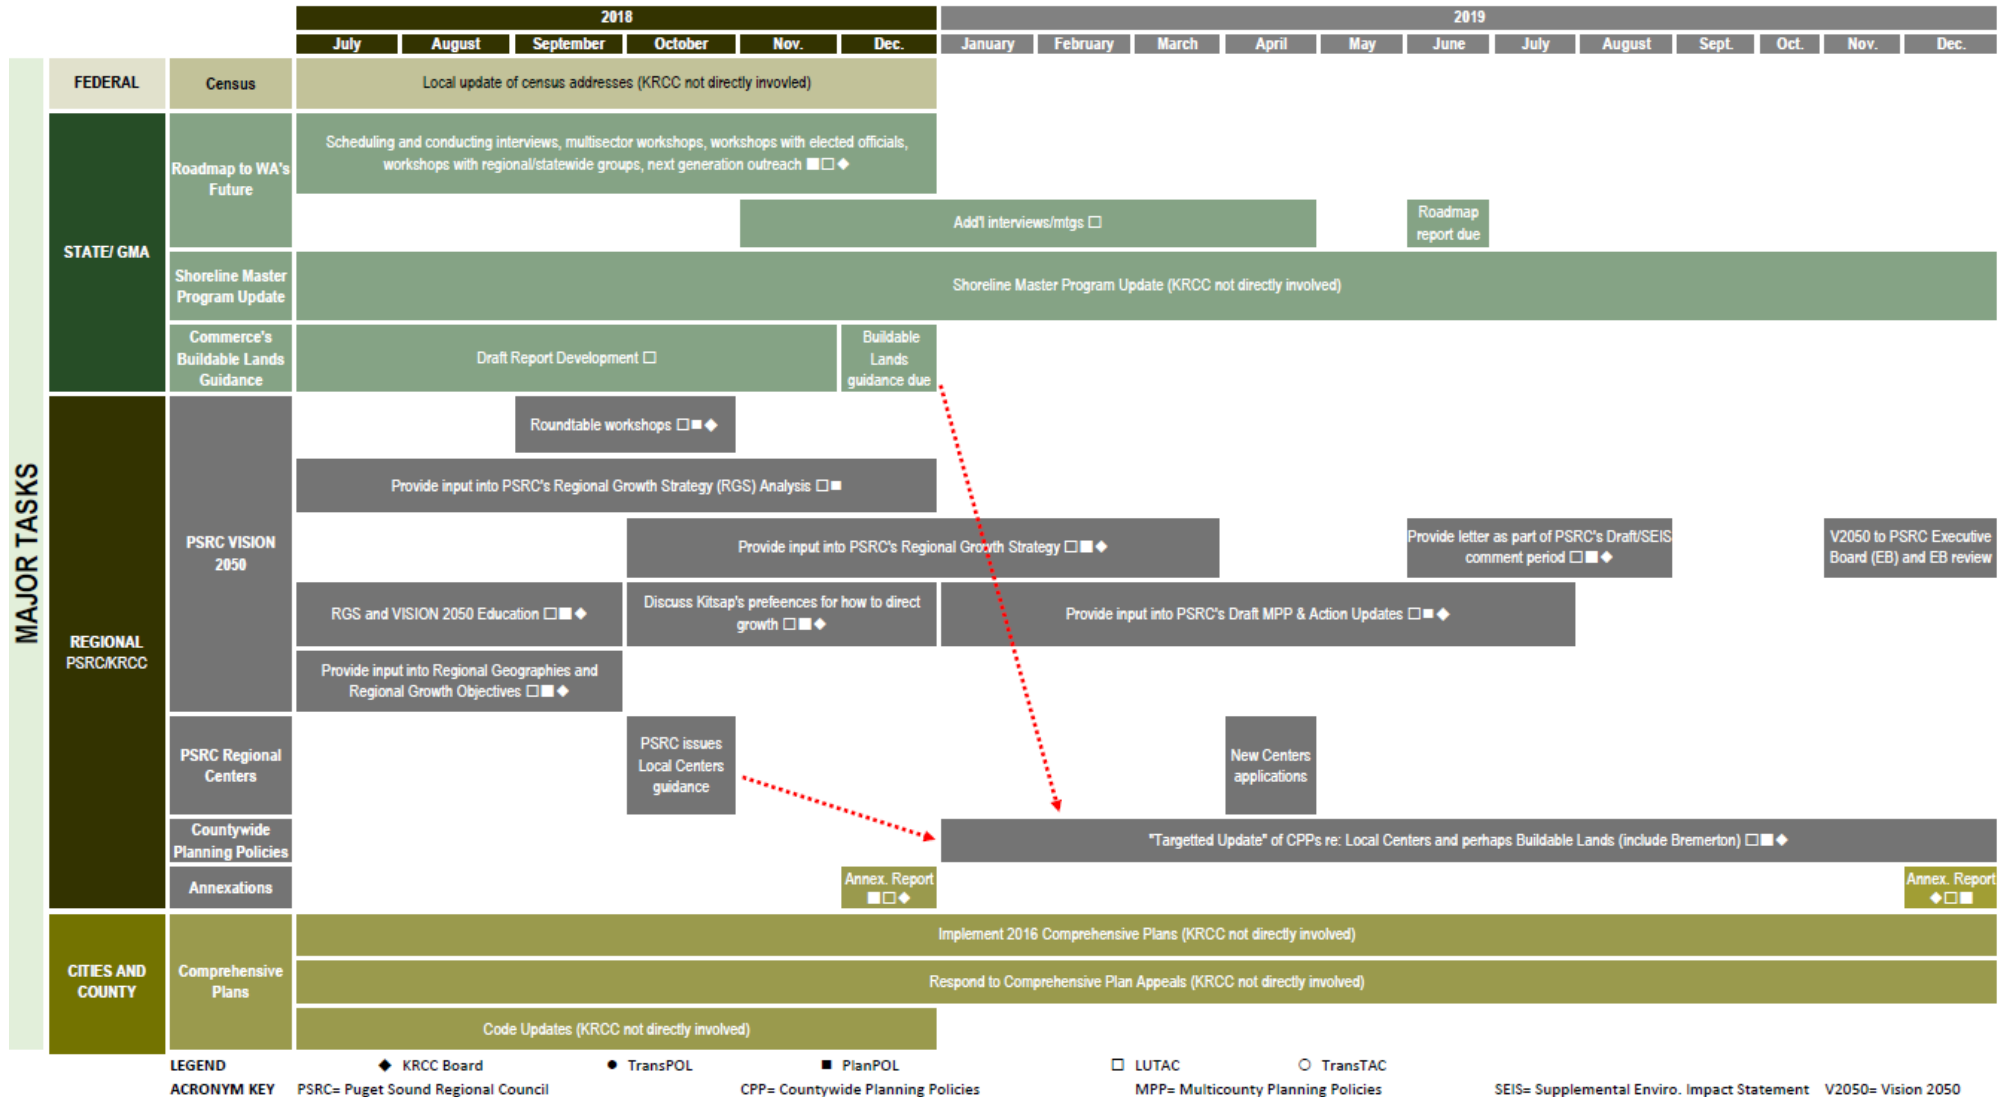 2018
2019
July
August
September
October
Nov.
Dec.
January
February
March
April
May
June
July
August
Sept.
Oct.
Nov.
Dec.
MAJOR TASKS
FEDERAL
Census
Local update of census addresses (KRCC not directly invovled)
STATE/ GMA
Roadmap to WA's
Future
Scheduling and conducting interviews, multisector workshops, workshops with elected officials,
workshops with regional/statewide groups, next generation outreach ■□◆
Add'l interviews/mtgs □
Roadmap
report due
Shoreline Master
Program Update
Shoreline Master Program Update (KRCC not directly involved)
Commerce's
Buildable Lands
Guidance
Draft Report Development □
Buildable
Lands
guidance due
REGIONAL
PSRC/KRCC
PSRC VISION
2050
Roundtable workshops □■◆
Provide input into PSRC's Regional Growth Strategy (RGS) Analysis □■
Provide input into PSRC's Regional Growth Strategy □■◆
Provide letter as part of PSRC's Draft/SEIS
comment period □■◆
V2050 to PSRC Executive
Board (EB) and EB review
RGS and VISION 2050 Education □■◆
Discuss Kitsap's prefeences for how to direct
growth □■◆
Provide input into PSRC's Draft MPP & Action Updates □■◆
Provide input into Regional Geographies and
Regional Growth Objectives □■◆
PSRC Regional
Centers
PSRC issues
Local Centers
guidance
New Centers
applications
Countywide
Planning Policies
"Targetted Update" of CPPs re: Local Centers and perhaps Buildable Lands (include Bremerton) □■◆
Annexations
Annex. Report
■□◆
Annex. Report
◆□■
CITIES AND
COUNTY
Comprehensive
Plans
Implement 2016 Comprehensive Plans (KRCC not directly involved)
Respond to Comprehensive Plan Appeals (KRCC not directly involved)
Code Updates (KRCC not directly involved)
LEGEND
◆ KRCC Board
● TransPOL
■ PlanPOL
□ LUTAC
○ TransTAC
ACRONYM KEY
PSRC= Puget Sound Regional Council
CPP= Countywide Planning Policies
MPP= Multicounty Planning Policies
SEIS= Supplemental Enviro. Impact Statement
V2050= Vision 2050